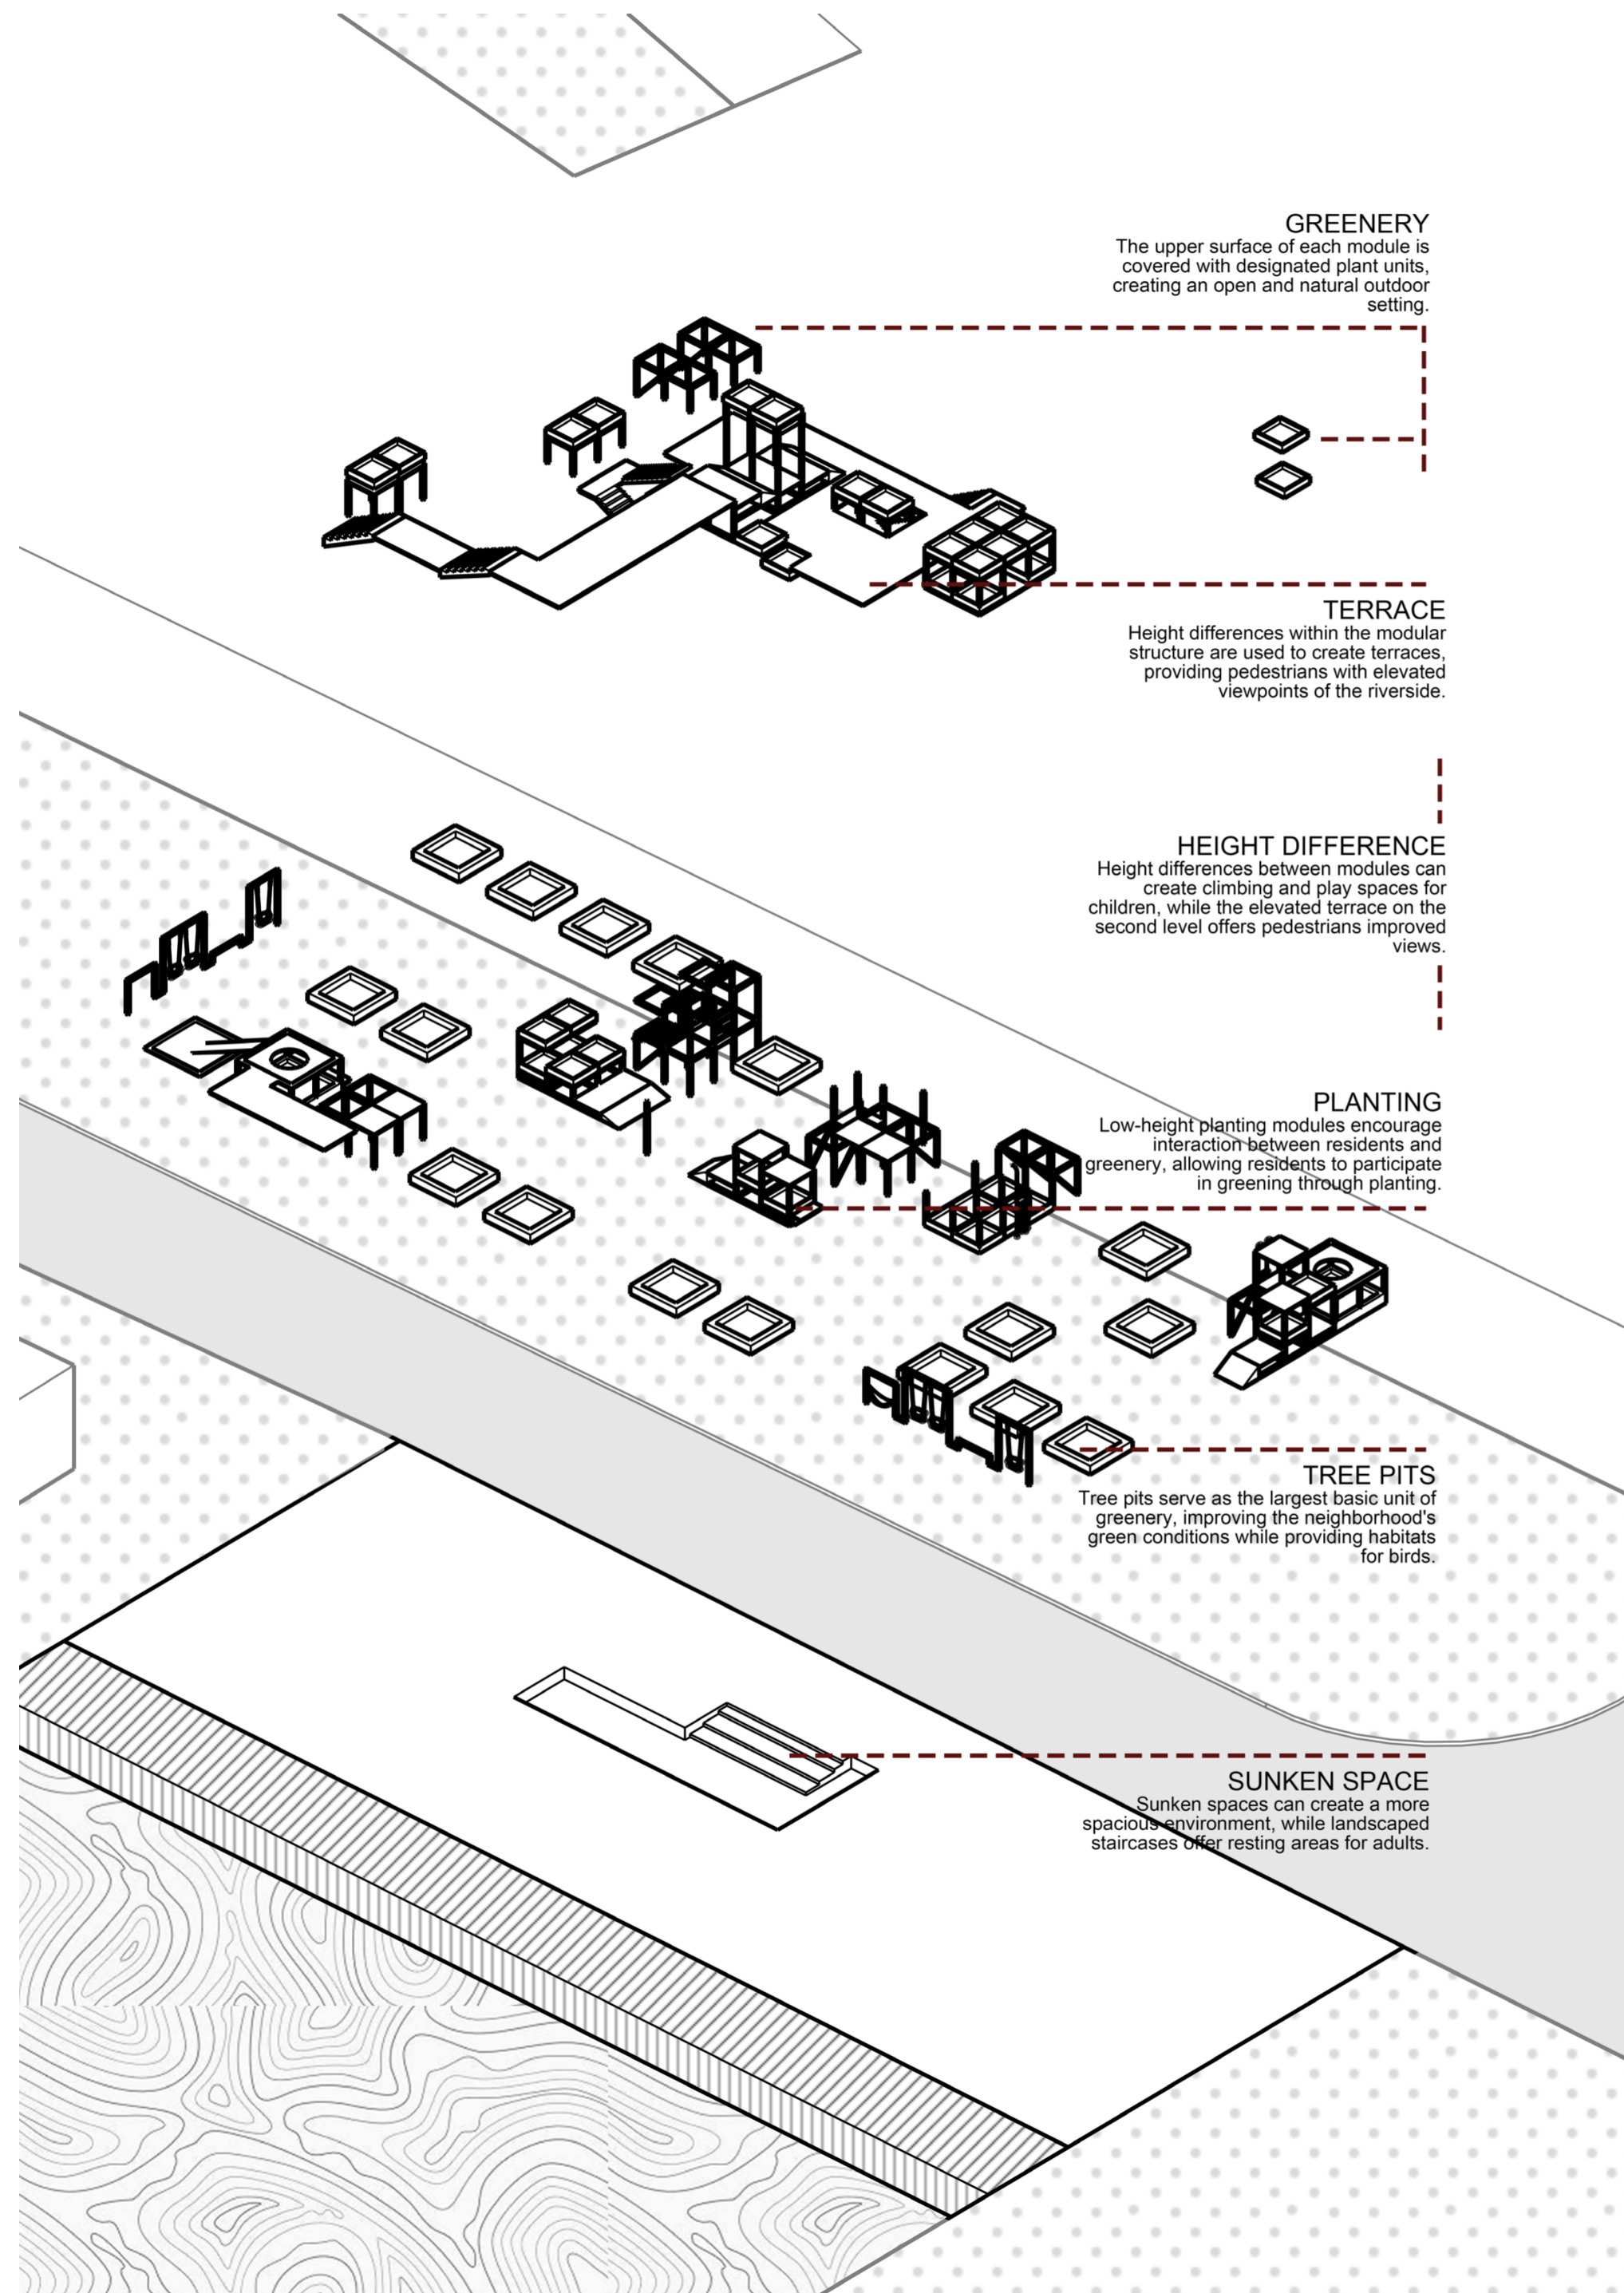 GREENERY
The upper surface of each module is
covered with designated plant units,
creating an open and natural outdoor
setting.
TERRACE
Height differences within the modular
structure are used to create terraces,
providing pedestrians with elevated
viewpoints of the riverside.
HEIGHT DIFFERENCE
Height differences between modules can
create climbing and play spaces for
children, while the elevated terrace on the
second level offers pedestrians improved
views.
PLANTING
Low-height planting modules encourage
interaction between residents and
greenery, allowing residents to participate
in greening through planting.
TREE PITS
Tree pits serve as the largest basic unit of
greenery, improving the neighborhood's
green conditions while providing habitats
for birds.
SUNKEN SPACE
Sunken spaces can create a more
spacious environment, while landscaped
staircases offer resting areas for adults.